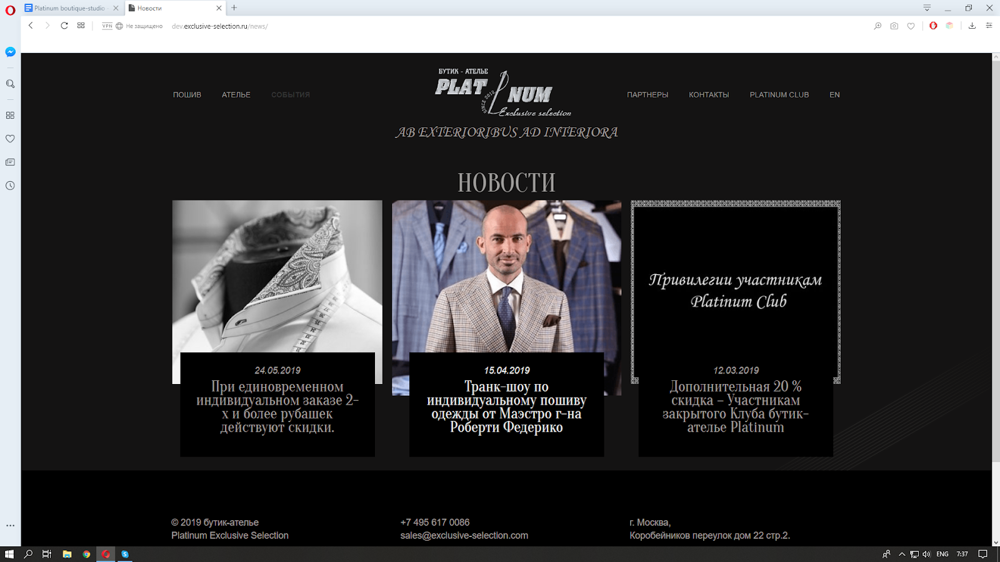 Platinum boutique-studio
Новости
VPN
Не защищено
dev.exclusive-selection.ru/news/
ПОШИВ
АТЕЛЬЕ
СОБЫТИЯ
БУТИК - АТЕЛЬЕ
PLAT NUM
SINCE 2012
Exclusive selection
AB EXTERIORIBUS AD INTERIORA
ПАРТНЕРЫ
КОНТАКТЫ
PLATINUM CLUB
EN
НОВОСТИ
24.05.2019
При единовременном
индивидуальном заказе 2-
х и более рубашек
действуют скидки.
15.04.2019
Транк-шоу по
индивидуальному пошиву
одежды от Маэстро г-на
Роберти Федерико
Привилегии участникам
Platinum Club
12.03.2019
Дополнительная 20 %
скидка – Участникам
закрытого Клуба бутик-
ателье Platinum
© 2019 бутик-ателье
Platinum Exclusive Selection
+7 495 617 0086
sales@exclusive-selection.com
г. Москва,
Коробейников переулок дом 22 стр.2.
ENG
7:37